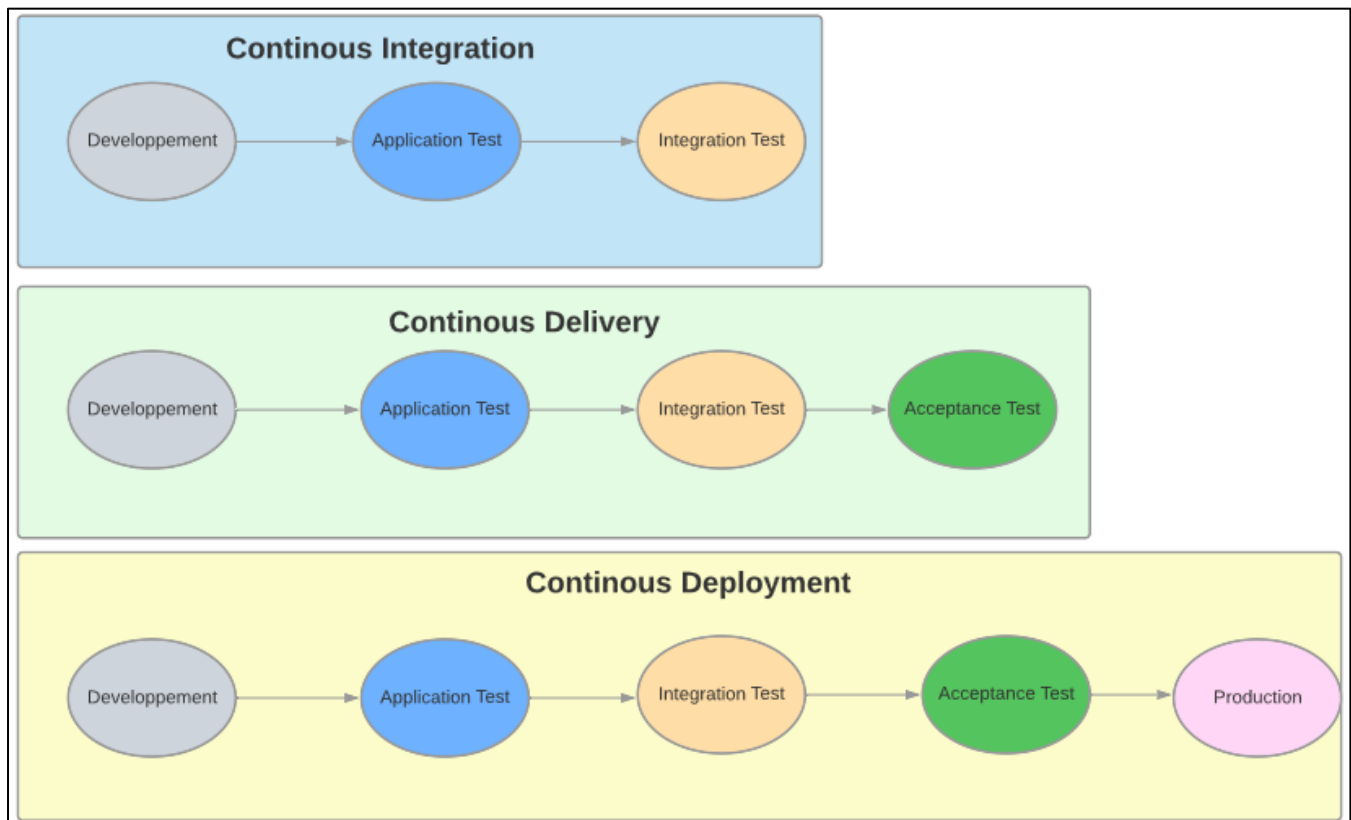 Continous Integration
Developpement
Application Test
Integration Test
Continous Delivery
Developpement
Application Test
Integration Test
Acceptance Test
Continous Deployment
Developpement
Application Test
Integration Test
Acceptance Test
Production